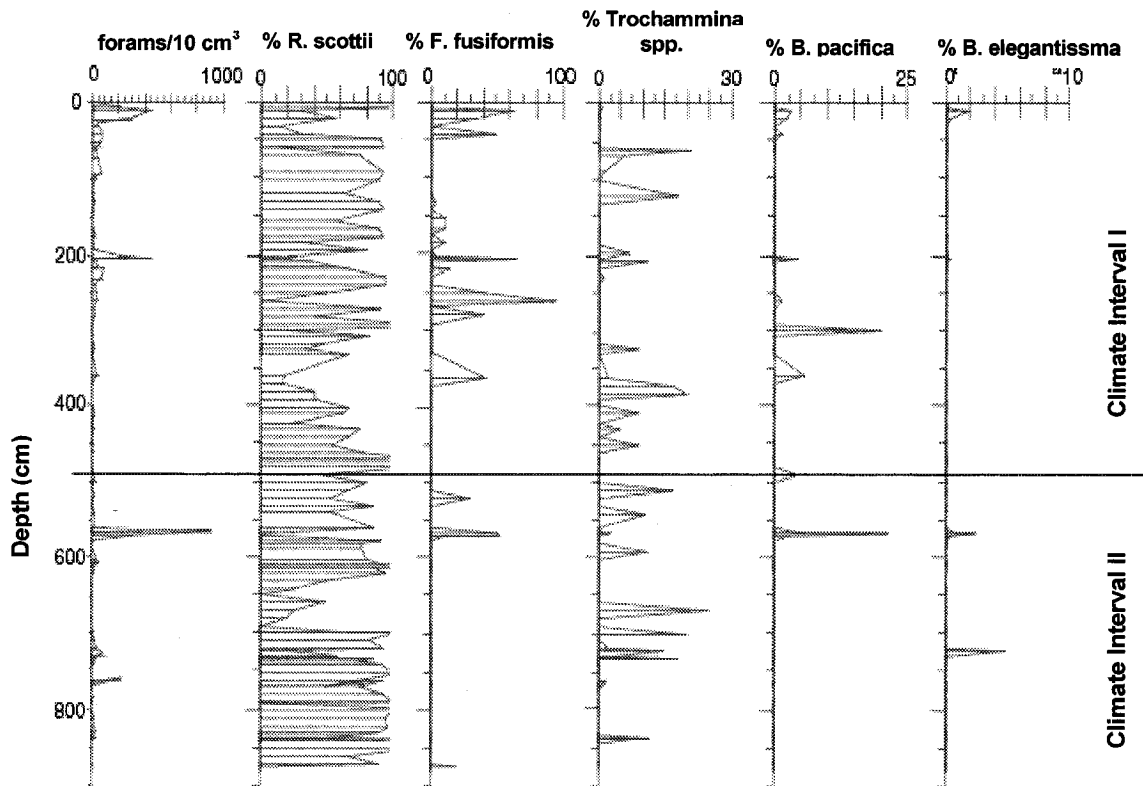 forams/10 cm³
% R. scottii
% F. fusiformis
% Trochammina
spp.
% B. pacifica
% B. elegantissma
0 1000
0 100
0 100
0 30
0 25
0 10
0
200
400
600
800
Depth (cm)
Climate Interval I
Climate Interval II